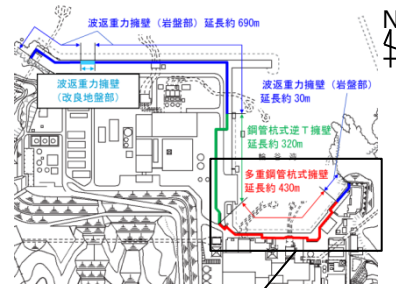 波返重力擁壁（岩盤部）延長約 690m
N
波返重力擁壁
（改良地盤部）
波返重力擁壁（岩盤部）
延長約 30m
鋼管杭式逆T擁壁
延長約 320m
輪谷湾
多重鋼管杭式擁壁
延長約 430m